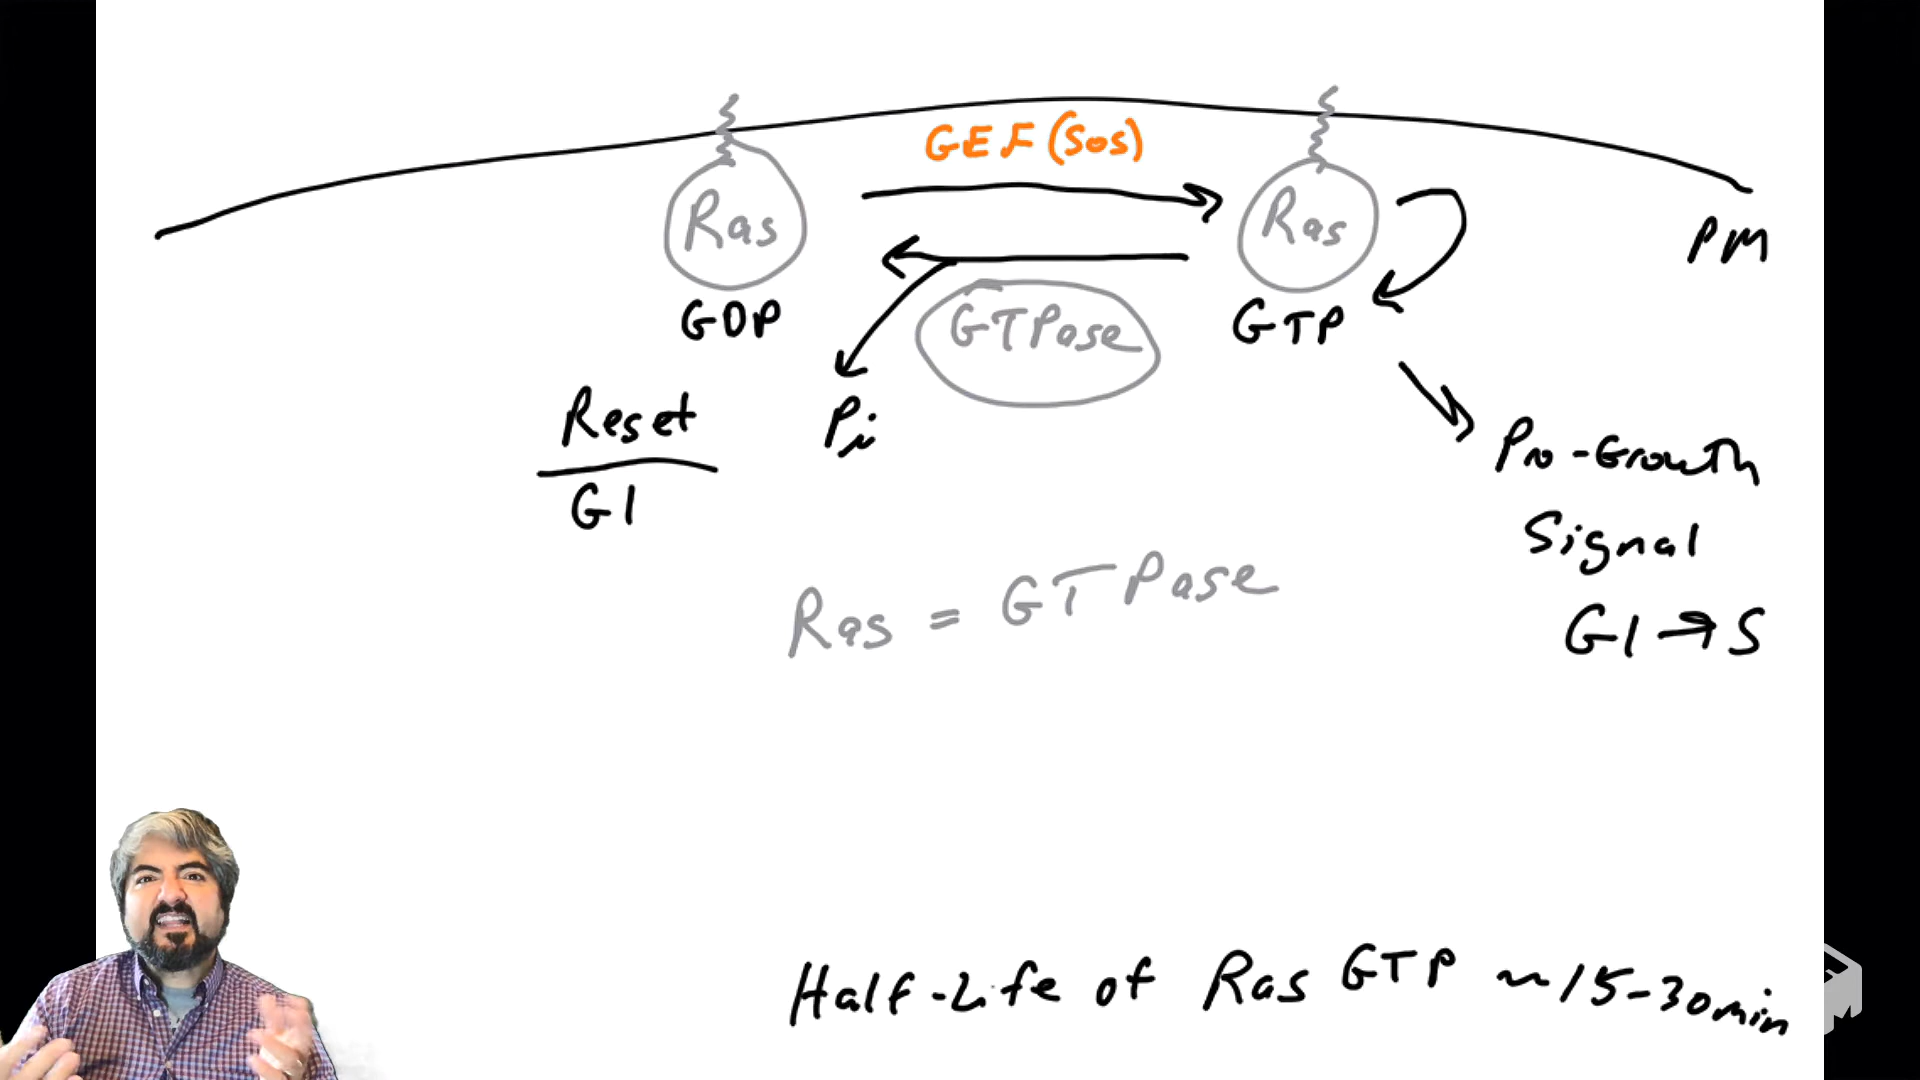 GEF (SOS)
Ras
Ras
PM
GDP
GTPase
GTP
Reset
G1
Pi
Pro-Growth
Signal
G1 → S
Ras = GTPase
Half-Life of Ras GTP ~15-30min